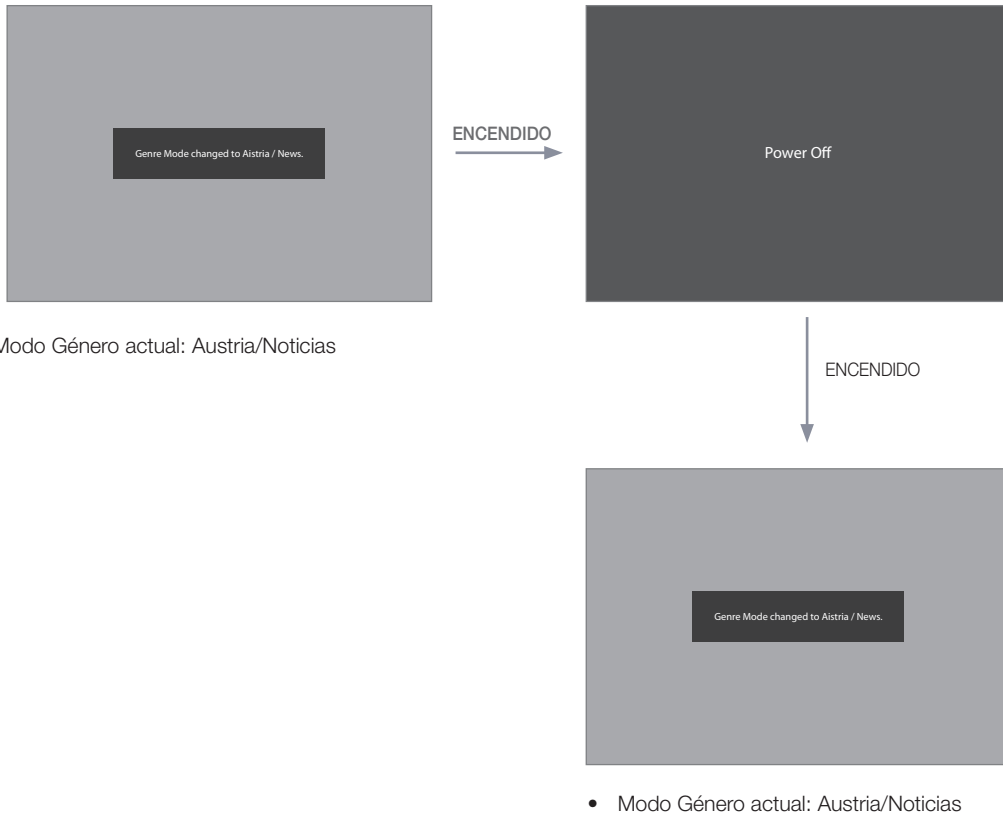 Genre Mode changed to Aistria / News.
ENCENDIDO
Power Off
Modo Género actual: Austria/Noticias
ENCENDIDO
Genre Mode changed to Aistria / News.
• Modo Género actual: Austria/Noticias